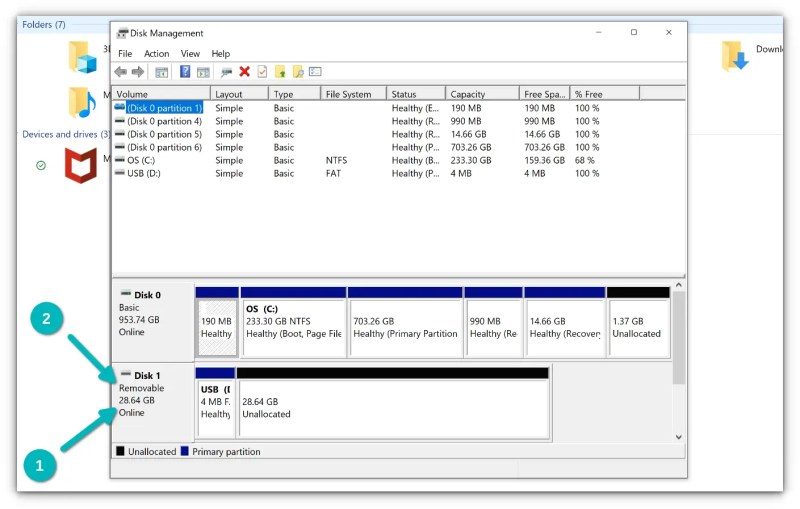 Folders (7)
Disk Management
File Action View Help
Downl
Volume Layout Type File System Status Capacity Free Spa... % Free
(Disk 0 partition 1) Simple Basic Healthy (E... 190 MB 190 MB 100 %
(Disk 0 partition 4) Simple Basic Healthy (R... 990 MB 990 MB 100 %
(Disk 0 partition 5) Simple Basic Healthy (R... 14.66 GB 14.66 GB 100 %
Devices and drives (3)
(Disk 0 partition 6) Simple Basic Healthy (P... 703.26 GB 703.26 GB 100 %
OS (C:) Simple Basic NTFS Healthy (B... 233.30 GB 159.36 GB 68 %
USB (D:) Simple Basic FAT Healthy (P... 4 MB 4 MB 100 %
Disk 0
Basic
953.74 GB
Online
190 MB
Healthy
OS (C:)
233.30 GB NTFS
Healthy (Boot, Page File
703.26 GB
Healthy (Primary Partition
990 MB
Healthy (Re
14.66 GB
Healthy (Recovery
1.37 GB
Unallocated
2
Disk 1
Removable
28.64 GB
Online
USB (I
4 MB F.
Healthy
28.64 GB
Unallocated
1
Unallocated Primary partition